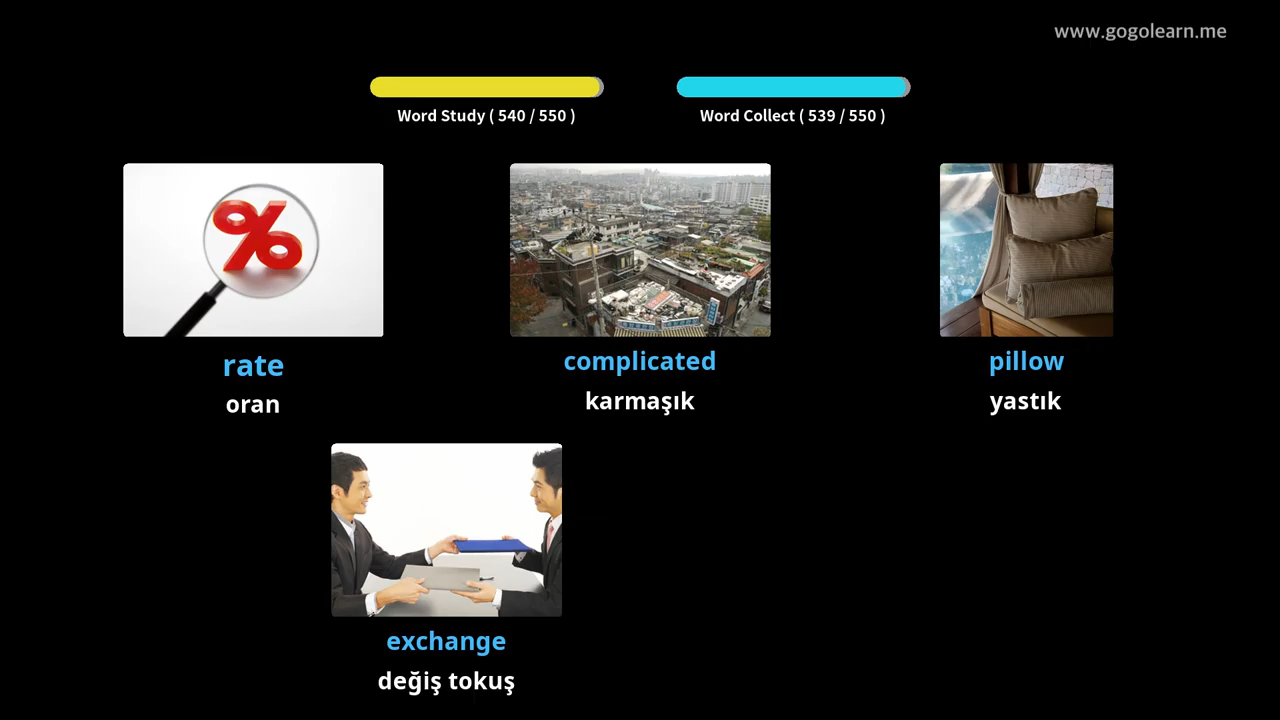 www.gogolearn.me
Word Study ( 540 / 550 )
Word Collect ( 539 / 550 )
%
rate
oran
complicated
karmaşık
pillow
yastık
exchange
değiş tokuş